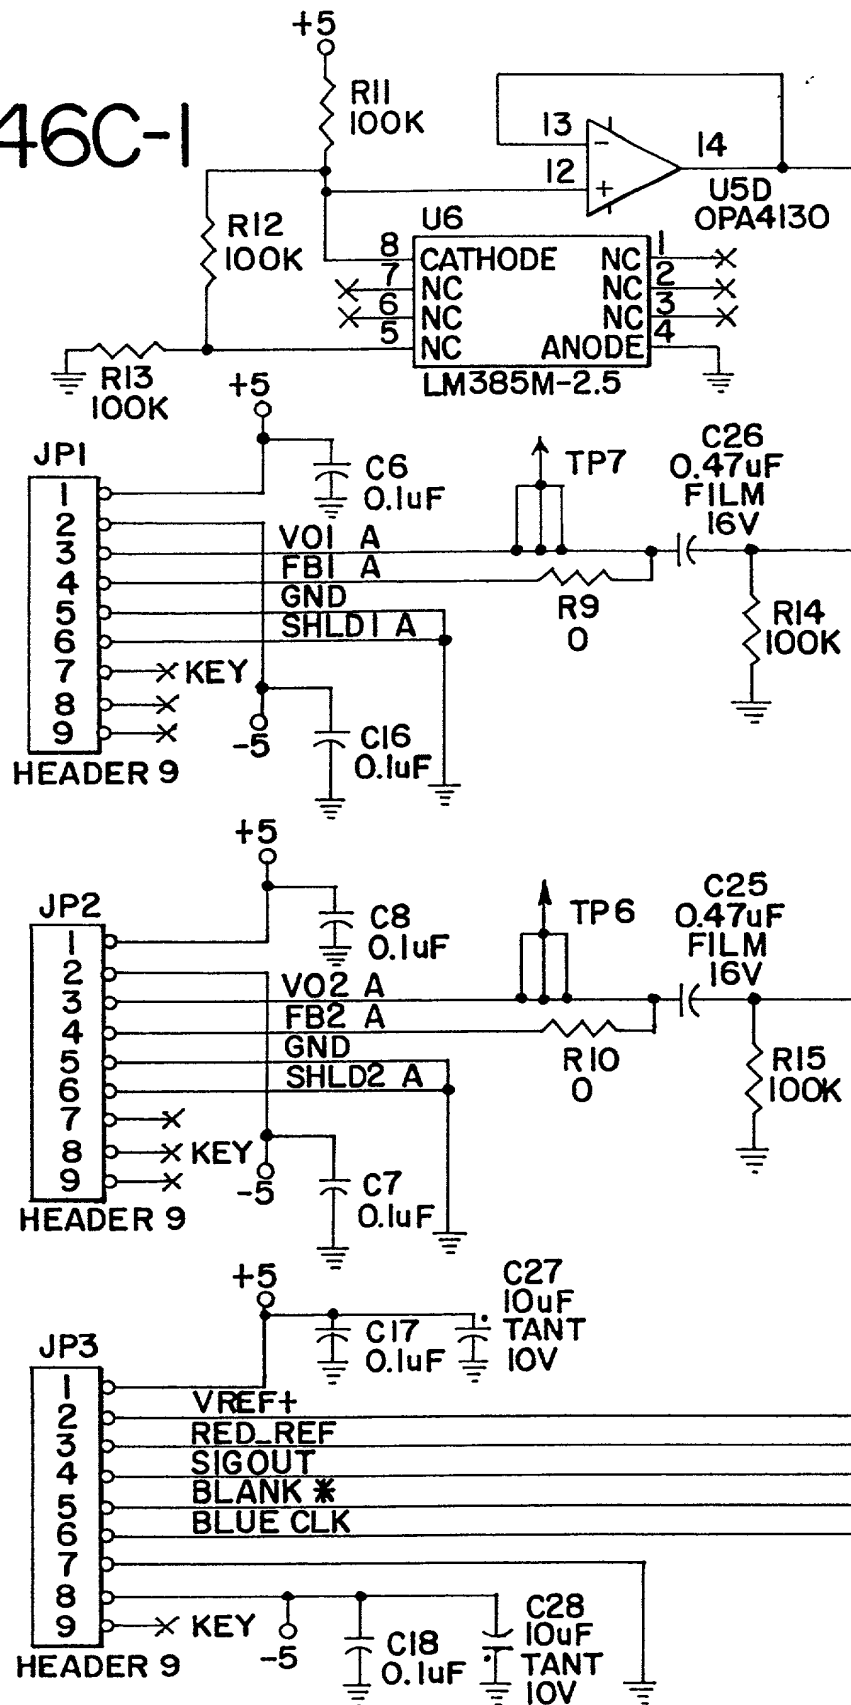 +5
46C-1
R11
100K
13
-
12
+
14
U5D
OPA4130
R12
100K
U6
8 CATHODE NC 1
7 NC NC 2
6 NC NC 3
5 NC ANODE 4
LM385M-2.5
R13
100K
+5
JP1
C6
0.1uF
TP7
C26
0.47uF
FILM
16V
1
2
3 VO1 A
4 FB1 A
5 GND
6 SHLD1 A
7 KEY
8
9
HEADER 9
R9
0
R14
100K
-5
C16
0.1uF
+5
JP2
C8
0.1uF
TP6
C25
0.47uF
FILM
16V
1
2
3 VO2 A
4 FB2 A
5 GND
6 SHLD2 A
7
8 KEY
9
HEADER 9
R10
0
R15
100K
-5
C7
0.1uF
+5
JP3
C17
0.1uF
C27
10uF
TANT
10V
1
2 VREF+
3 RED_REF
4 SIGOUT
5 BLANK *
6 BLUE CLK
7
8
9 KEY
HEADER 9
-5
C18
0.1uF
C28
10uF
TANT
10V